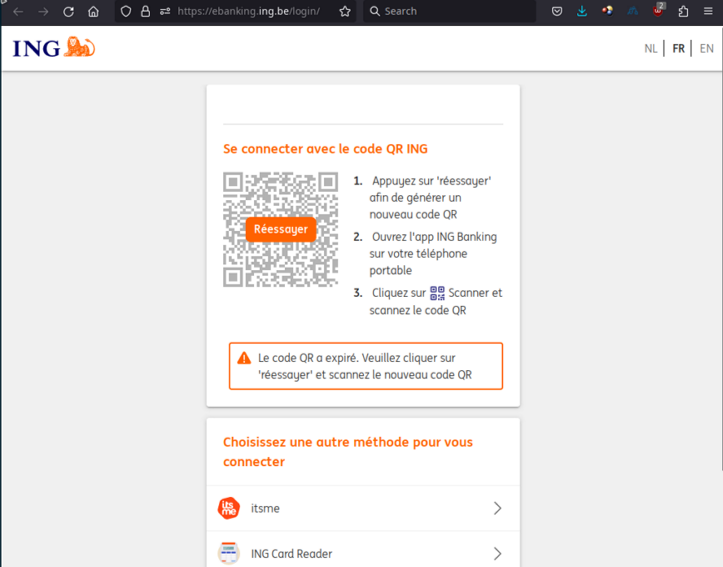 https://ebanking.ing.be/login/
Search
2
ING
NL FR EN
Se connecter avec le code QR ING
Réessayer
1. Appuyez sur 'réessayer'
afin de générer un
nouveau code QR
2. Ouvrez l'app ING Banking
sur votre téléphone
portable
3. Cliquez sur Scanner et
scannez le code QR
Le code QR a expiré. Veuillez cliquer sur
'réessayer' et scannez le nouveau code QR
Choisissez une autre méthode pour vous
connecter
its
me
itsme
ING Card Reader